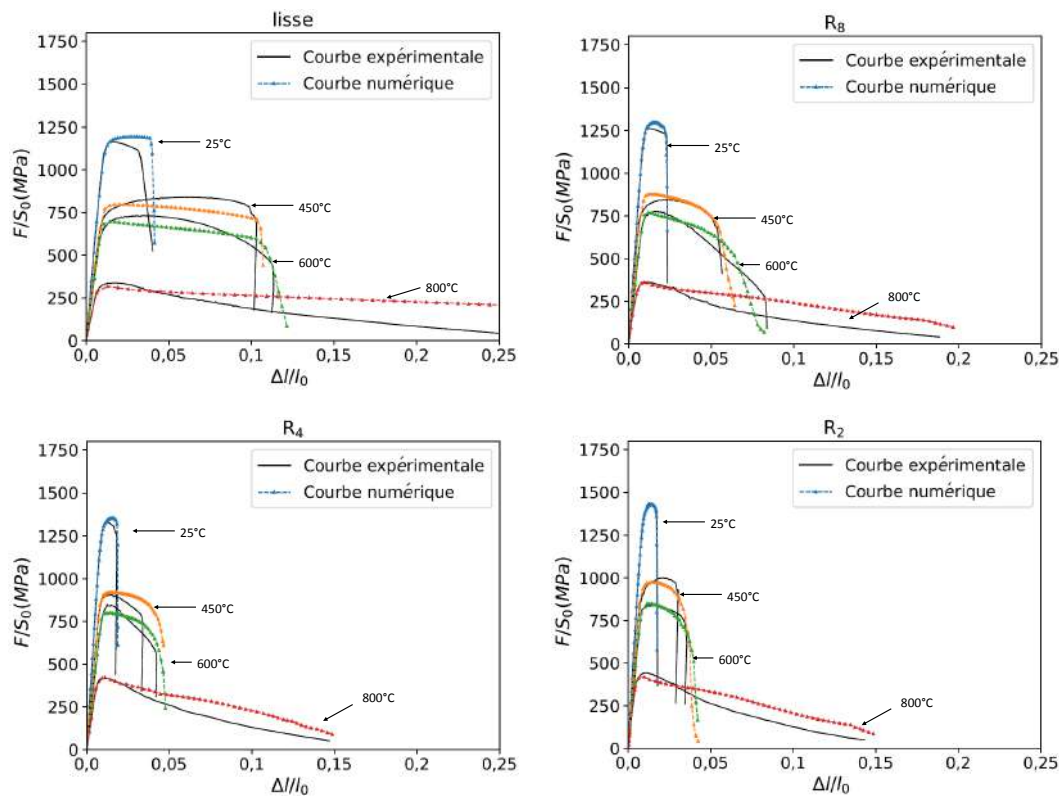 lisse
1750
1500
1250
1000
750
500
250
0
F/S0(MPa)
Courbe expérimentale
Courbe numérique
25°C
450°C
600°C
800°C
0,0
0,05
0,1
0,15
0,2
0,25
Δl/l0
R8
1750
1500
1250
1000
750
500
250
0
F/S0(MPa)
Courbe expérimentale
Courbe numérique
25°C
450°C
600°C
800°C
0,0
0,05
0,1
0,15
0,2
0,25
Δl/l0
R4
1750
1500
1250
1000
750
500
250
0
F/S0(MPa)
Courbe expérimentale
Courbe numérique
25°C
450°C
600°C
800°C
0,0
0,05
0,1
0,15
0,2
0,25
Δl/l0
R2
1750
1500
1250
1000
750
500
250
0
F/S0(MPa)
Courbe expérimentale
Courbe numérique
25°C
450°C
600°C
800°C
0,0
0,05
0,1
0,15
0,2
0,25
Δl/l0